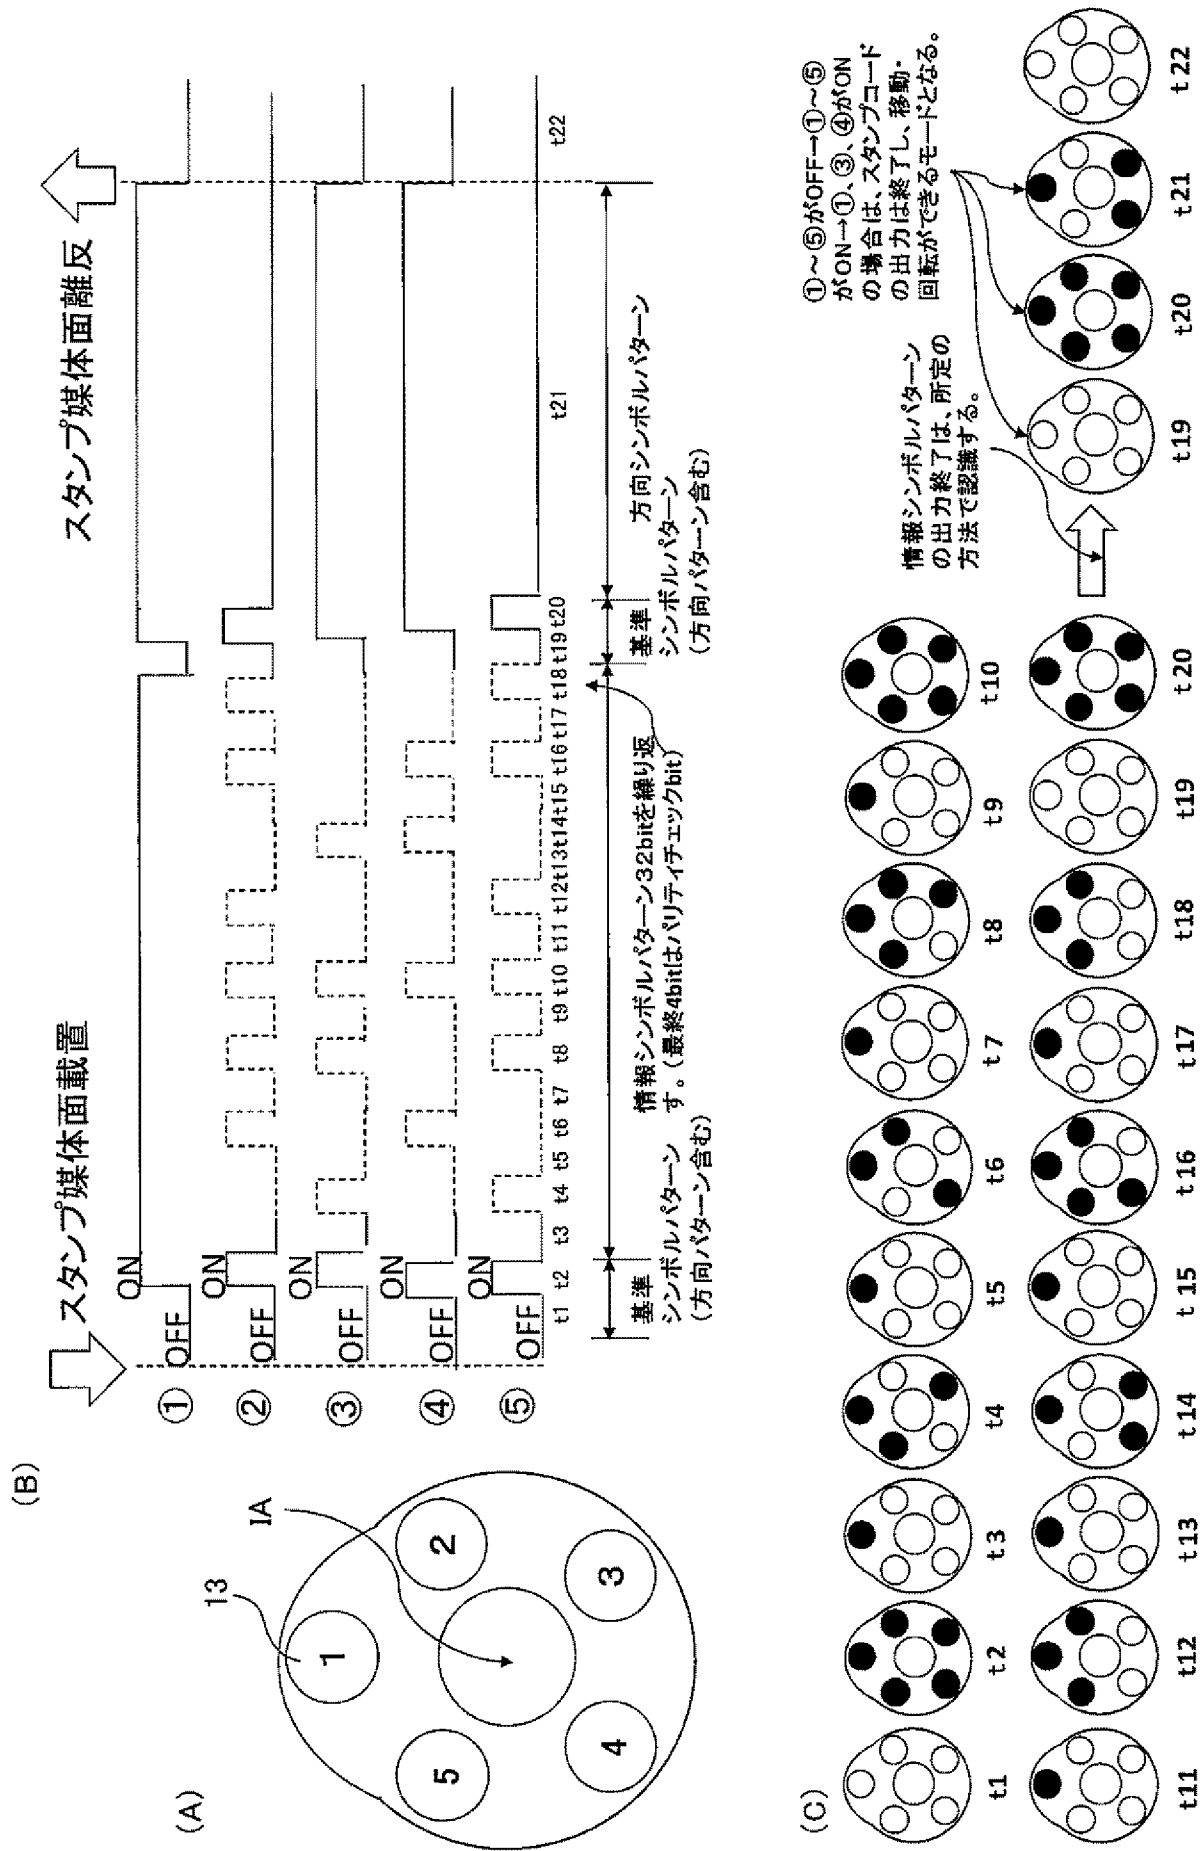 (A)
13
IA
1
2
3
4
5
(B)
スタンプ媒体面載置
スタンプ媒体面離反
① OFF ON
② OFF ON
③ OFF ON
④ OFF ON
⑤ OFF ON
t1 t2 t3 t4 t5 t6 t7 t8 t9 t10 t11 t12 t13 t14 t15 t16 t17 t18 t19 t20 t21 t22
基準
シンボルパターン
(方向パターン含む)
情報シンボルパターン32bitを繰り返
す。(最終4bitはパリティチェックbit)
基準
シンボルパターン
(方向パターン含む)
方向シンボルパターン
(C)
t1 t2 t3 t4 t5 t6 t7 t8 t9 t10
t11 t12 t13 t14 t15 t16 t17 t18 t19 t20
情報シンボルパターン
の出力終了は、所定の
方法で認識する。
①~⑤がOFF→①~⑤
がON→①、③、④がON
の場合は、スタンプコード
の出力は終了し、移動・
回転ができるモードとなる。
t19 t20 t21 t22